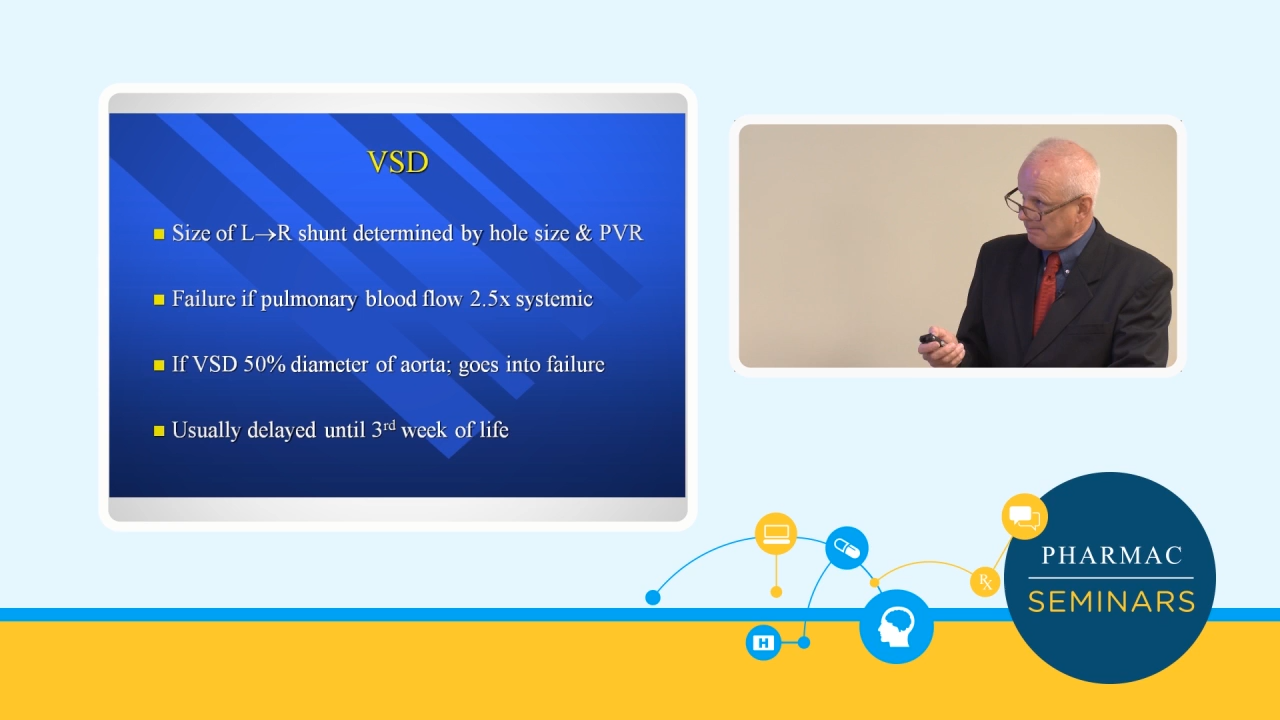 VSD
Size of L→R shunt determined by hole size & PVR
Failure if pulmonary blood flow 2.5x systemic
If VSD 50% diameter of aorta; goes into failure
Usually delayed until 3rd week of life
PHARMAC
SEMINARS
Rx
H